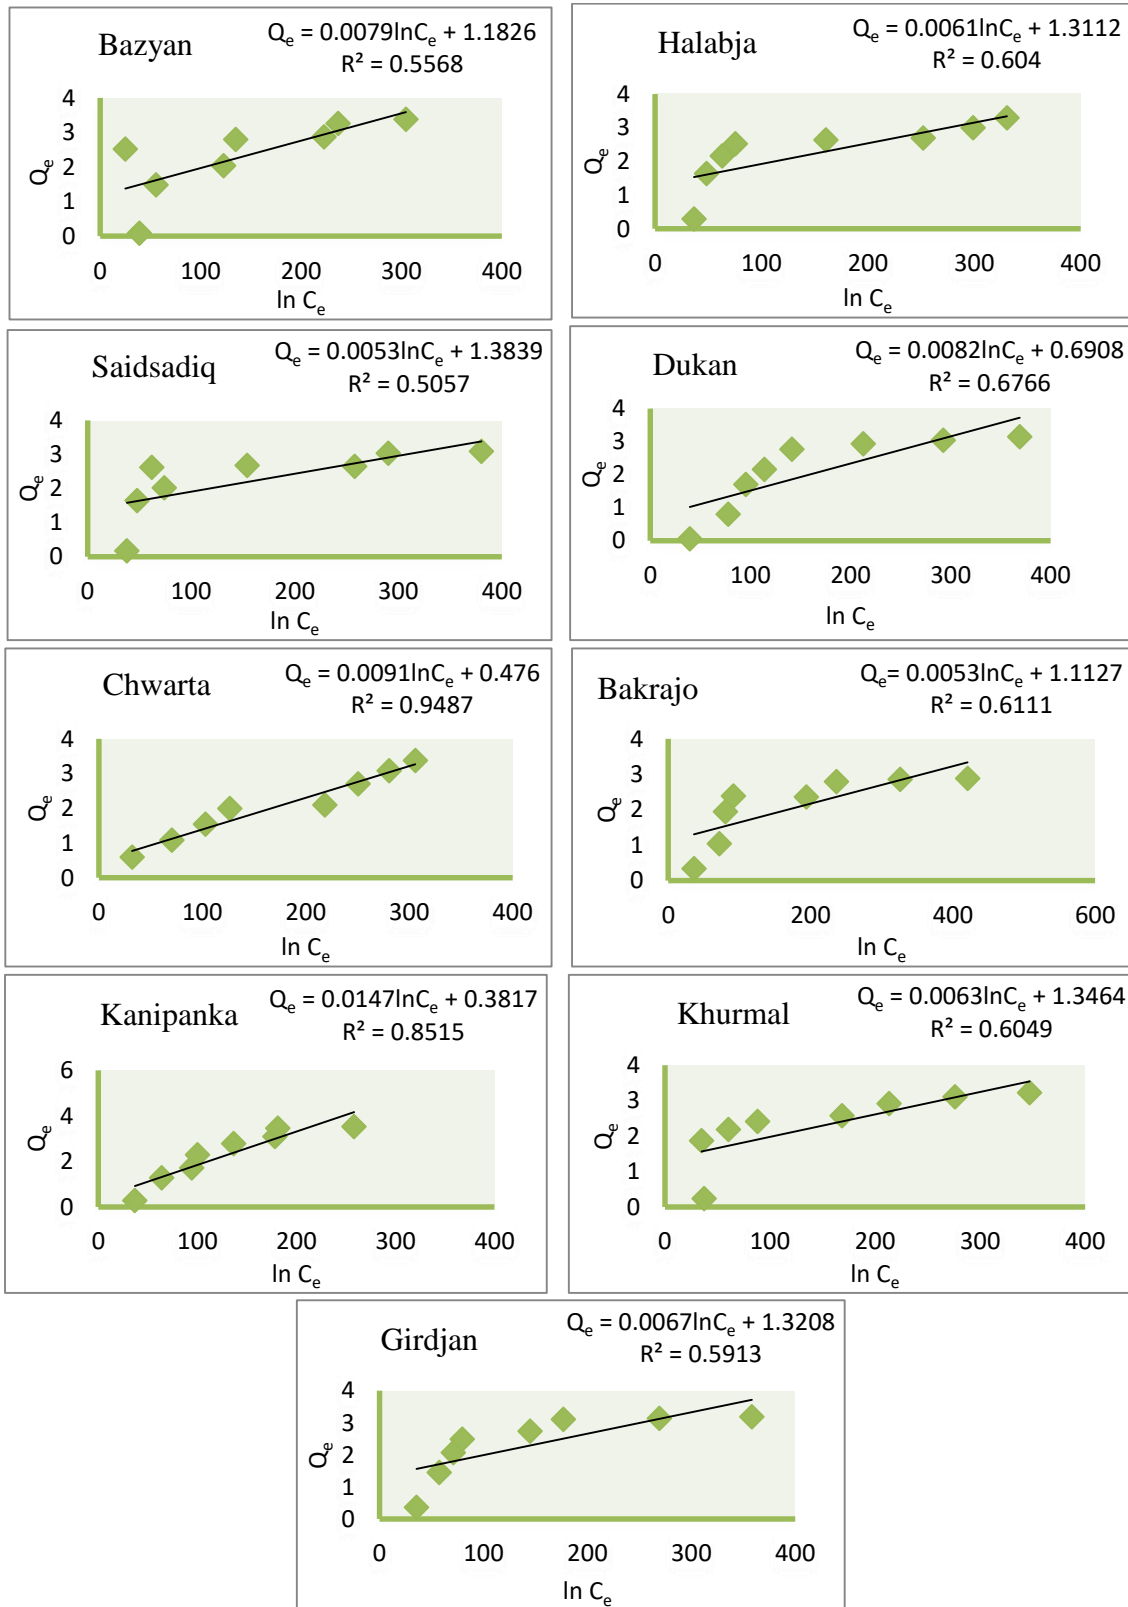 Bazyan
Qₑ = 0.0079lnCₑ + 1.1826
R² = 0.5568
4
3
2
1
0
Qₑ
0 100 200 300 400
ln Cₑ
Halabja
Qₑ = 0.0061lnCₑ + 1.3112
R² = 0.604
4
3
2
1
0
Qₑ
0 100 200 300 400
ln Cₑ
Saidsadiq
Qₑ = 0.0053lnCₑ + 1.3839
R² = 0.5057
4
3
2
1
0
Qₑ
0 100 200 300 400
ln Cₑ
Dukan
Qₑ = 0.0082lnCₑ + 0.6908
R² = 0.6766
4
3
2
1
0
Qₑ
0 100 200 300 400
ln Cₑ
Chwarta
Qₑ = 0.0091lnCₑ + 0.476
R² = 0.9487
4
3
2
1
0
Qₑ
0 100 200 300 400
ln Cₑ
Bakrajo
Qₑ= 0.0053lnCₑ + 1.1127
R² = 0.6111
4
3
2
1
0
Qₑ
0 200 400 600
ln Cₑ
Kanipanka
Qₑ = 0.0147lnCₑ + 0.3817
R² = 0.8515
6
4
2
0
Qₑ
0 100 200 300 400
ln Cₑ
Khurmal
Qₑ = 0.0063lnCₑ + 1.3464
R² = 0.6049
4
3
2
1
0
Qₑ
0 100 200 300 400
ln Cₑ
Girdjan
Qₑ = 0.0067lnCₑ + 1.3208
R² = 0.5913
4
3
2
1
0
Qₑ
0 100 200 300 400
ln Cₑ